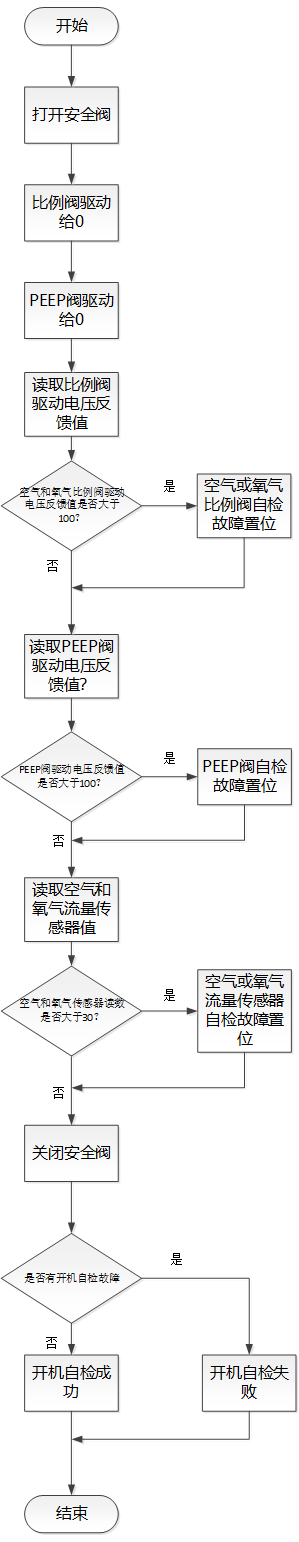 开始
打开安全阀
比例阀驱动
给0
PEEP阀驱动
给0
读取比例阀
驱动电压反
馈值
空气和氧气比例阀驱动
电压反馈值是否大于
100?
是
空气或氧气
比例阀自检
故障置位
否
读取PEEP阀
驱动电压反
馈值?
PEEP阀驱动电压反馈值
是否大于100?
是
PEEP阀自检
故障置位
否
读取空气和
氧气流量传
感器值
空气和氧气传感器读数
是否大于30?
是
空气或氧气
流量传感器
自检故障置
位
否
关闭安全阀
是否有开机自检故障
是
否
开机自检成
功
开机自检失
败
结束